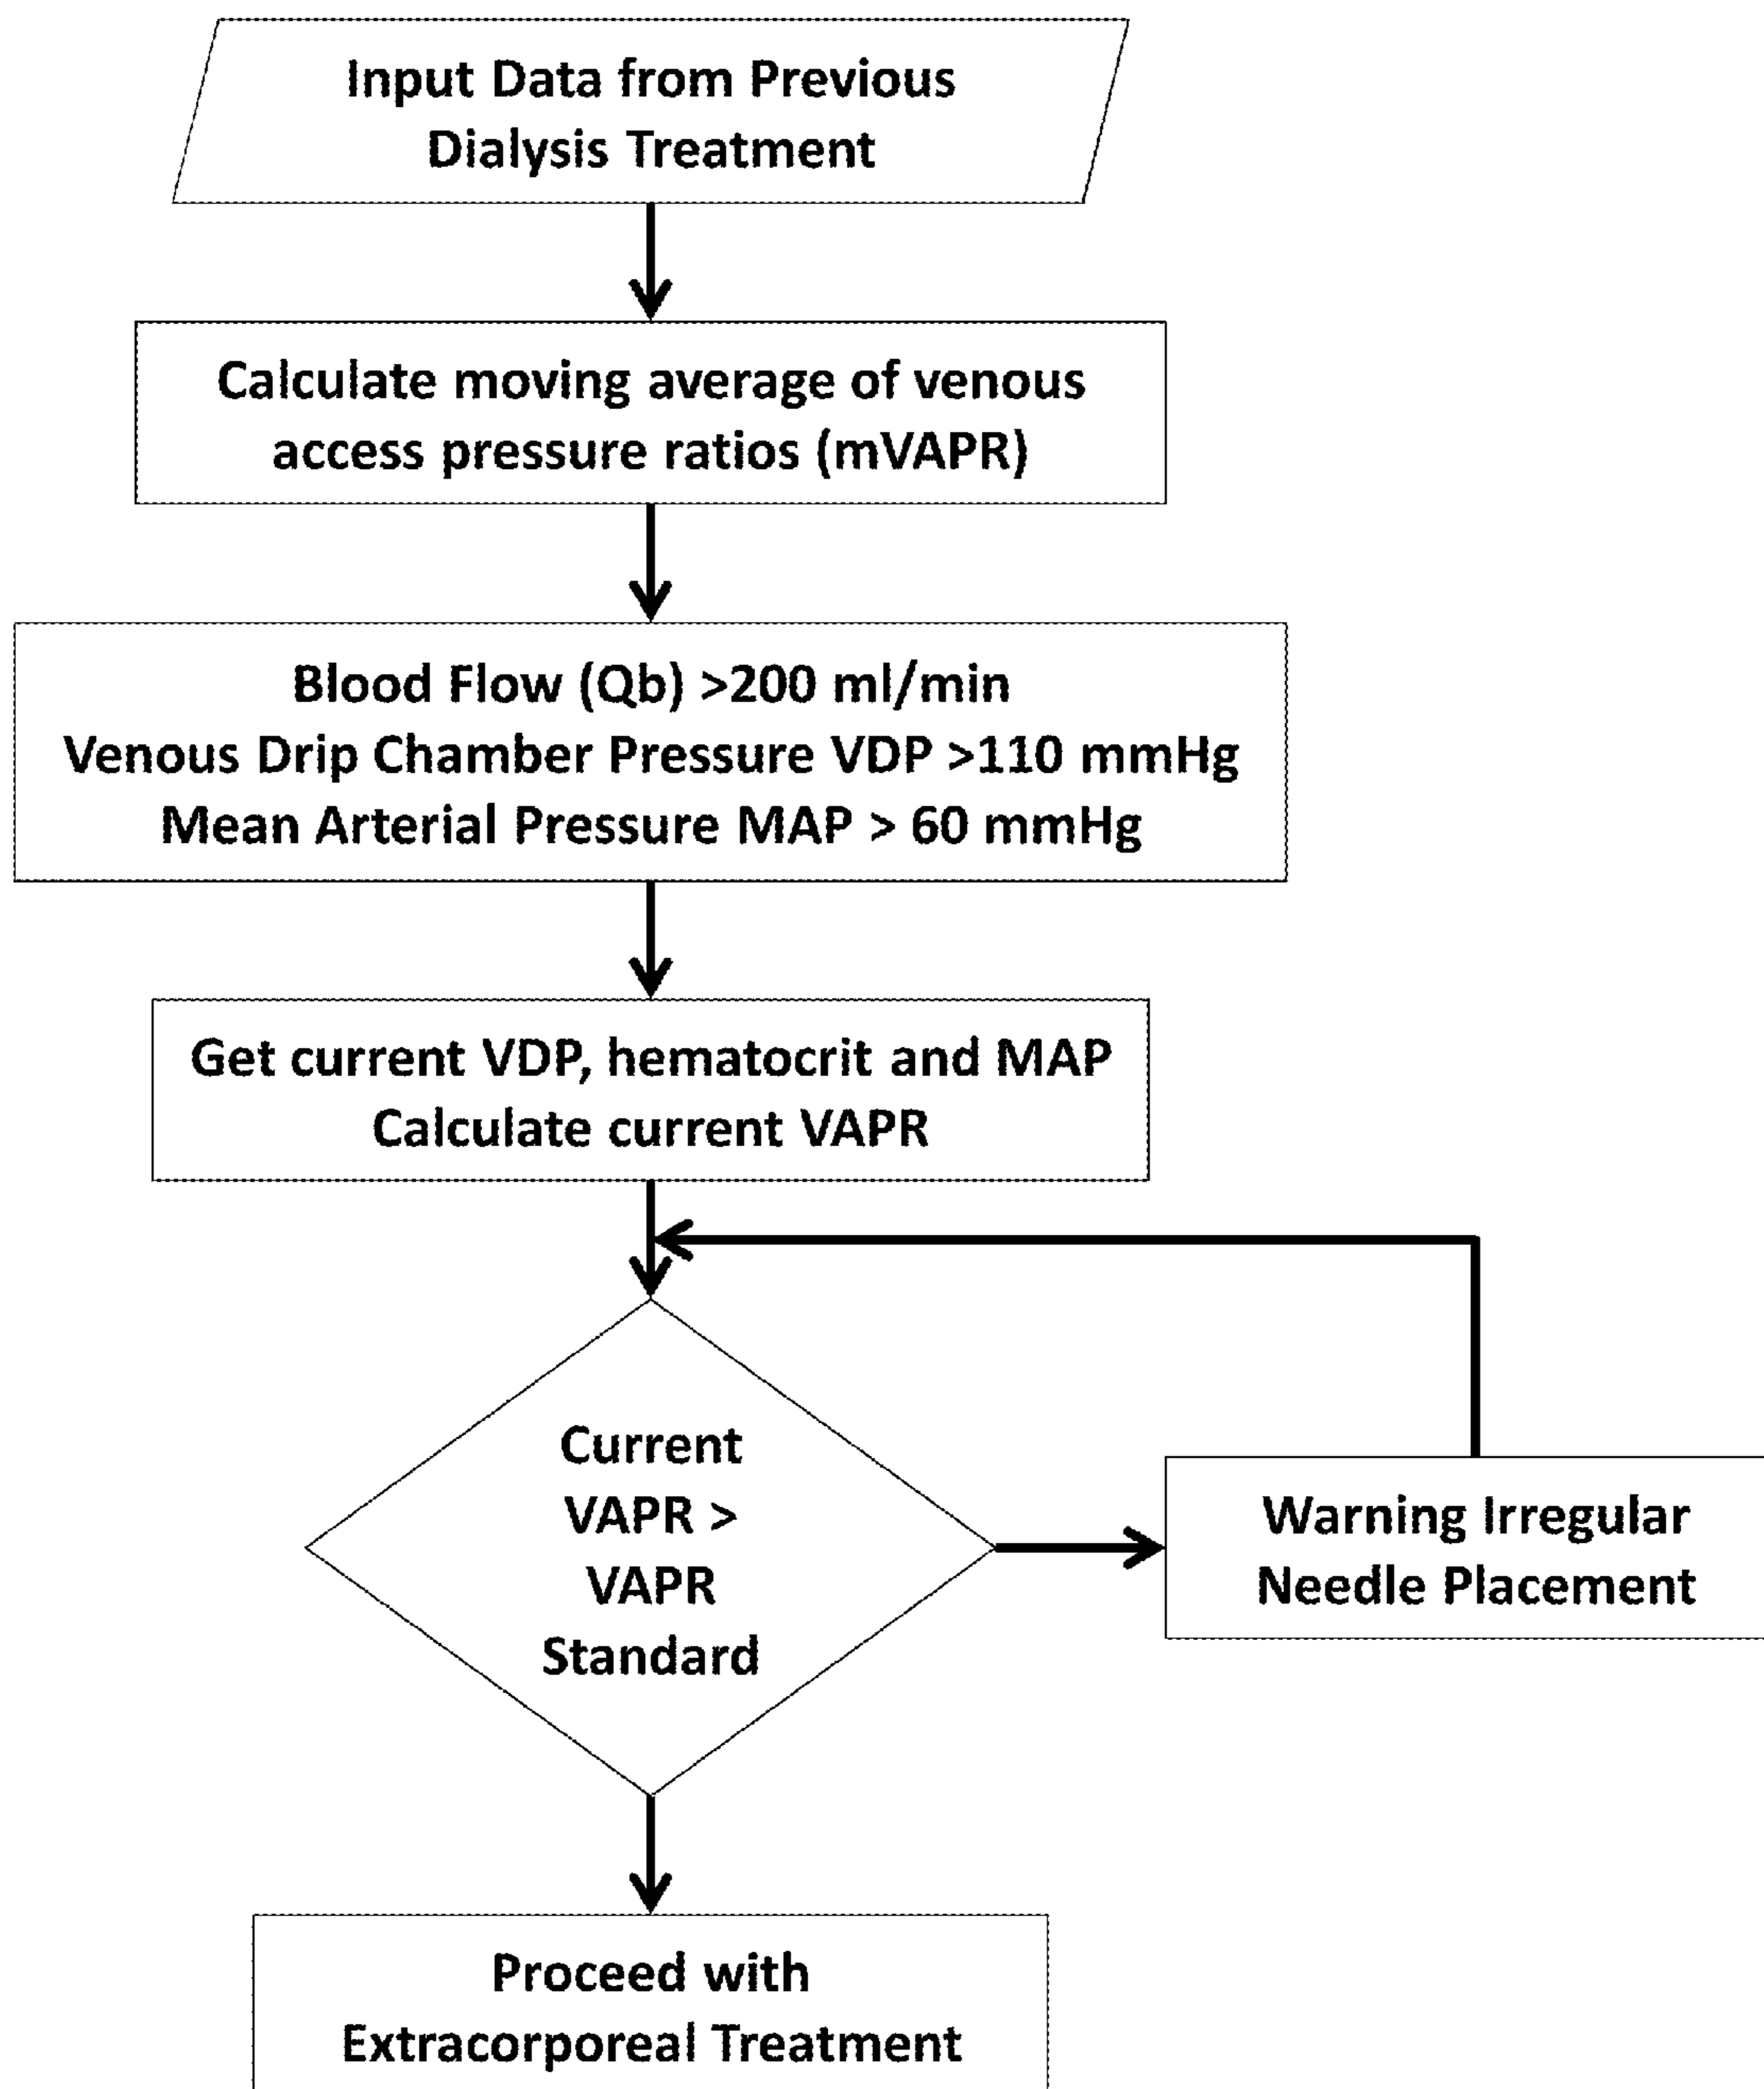 Input Data from Previous
Dialysis Treatment
Calculate moving average of venous
access pressure ratios (mVAPR)
Blood Flow (Qb) >200 ml/min
Venous Drip Chamber Pressure VDP >110 mmHg
Mean Arterial Pressure MAP > 60 mmHg
Get current VDP, hematocrit and MAP
Calculate current VAPR
Current
VAPR >
VAPR
Standard
Warning Irregular
Needle Placement
Proceed with
Extracorporeal Treatment